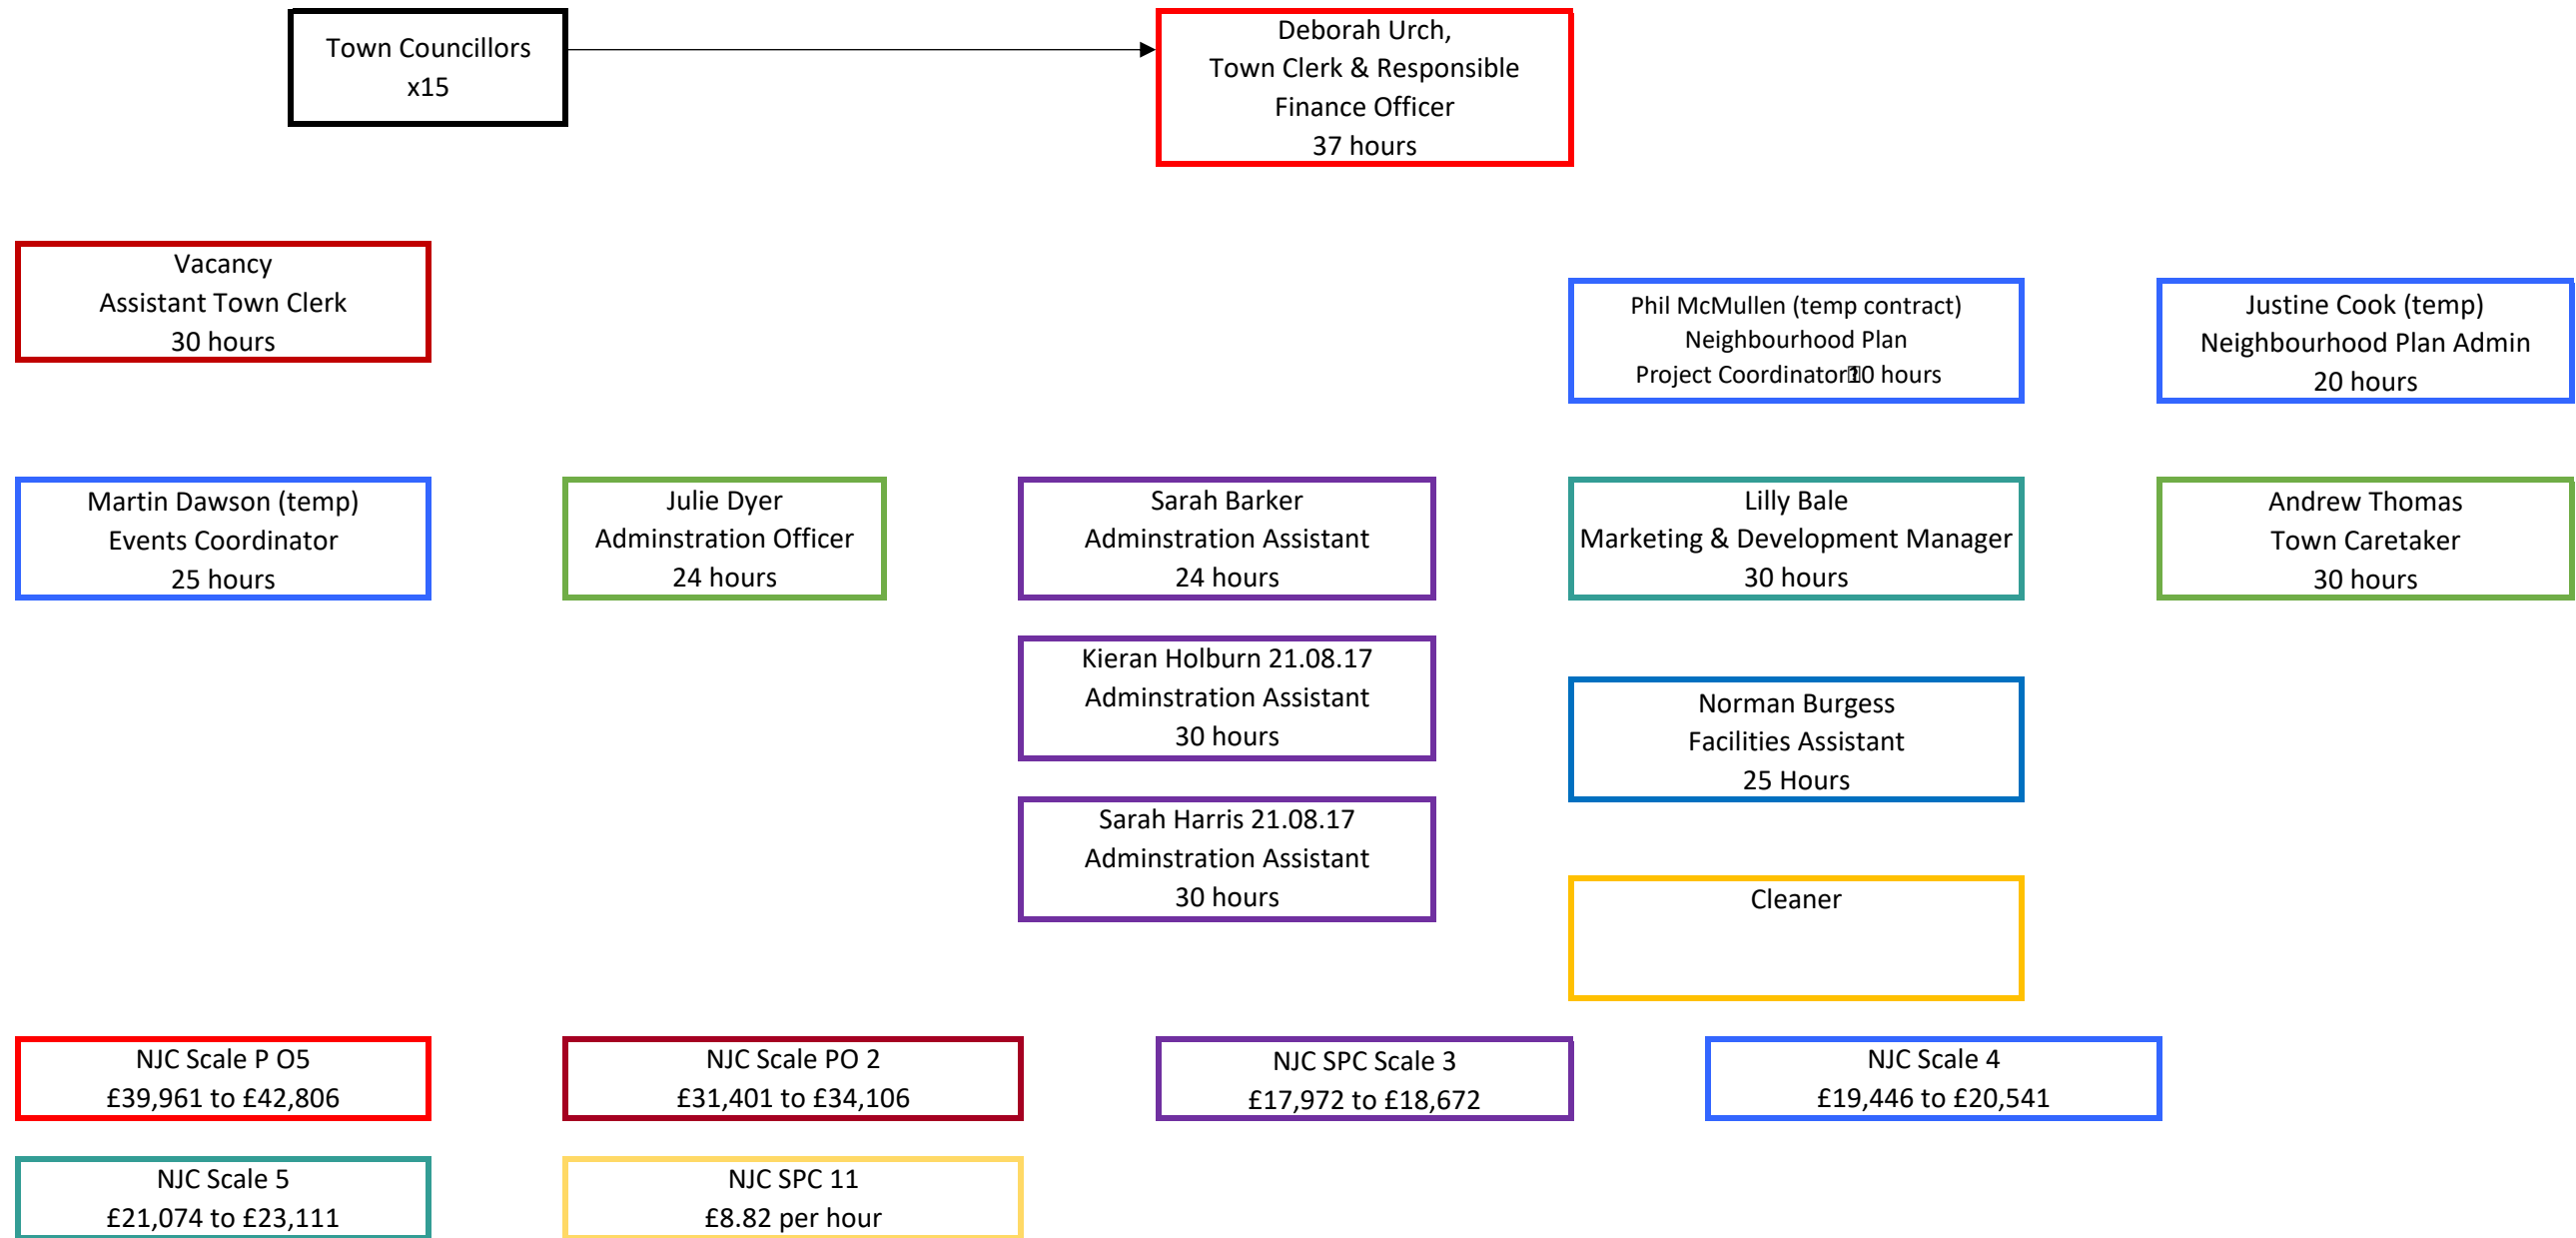 Town Councillors
x15
Deborah Urch,
Town Clerk & Responsible
Finance Officer
37 hours
Vacancy
Assistant Town Clerk
30 hours
Phil McMullen (temp contract)
Neighbourhood Plan
Project Coordinator hours
Justine Cook (temp)
Neighbourhood Plan Admin
20 hours
Martin Dawson (temp)
Events Coordinator
25 hours
Julie Dyer
Adminstration Officer
24 hours
Sarah Barker
Adminstration Assistant
24 hours
Lilly Bale
Marketing & Development Manager
30 hours
Andrew Thomas
Town Caretaker
30 hours
Kieran Holburn 21.08.17
Adminstration Assistant
30 hours
Norman Burgess
Facilities Assistant
25 Hours
Sarah Harris 21.08.17
Adminstration Assistant
30 hours
Cleaner
NJC Scale P O5
£39,961 to £42,806
NJC Scale PO 2
£31,401 to £34,106
NJC SPC Scale 3
£17,972 to £18,672
NJC Scale 4
£19,446 to £20,541
NJC Scale 5
£21,074 to £23,111
NJC SPC 11
£8.82 per hour